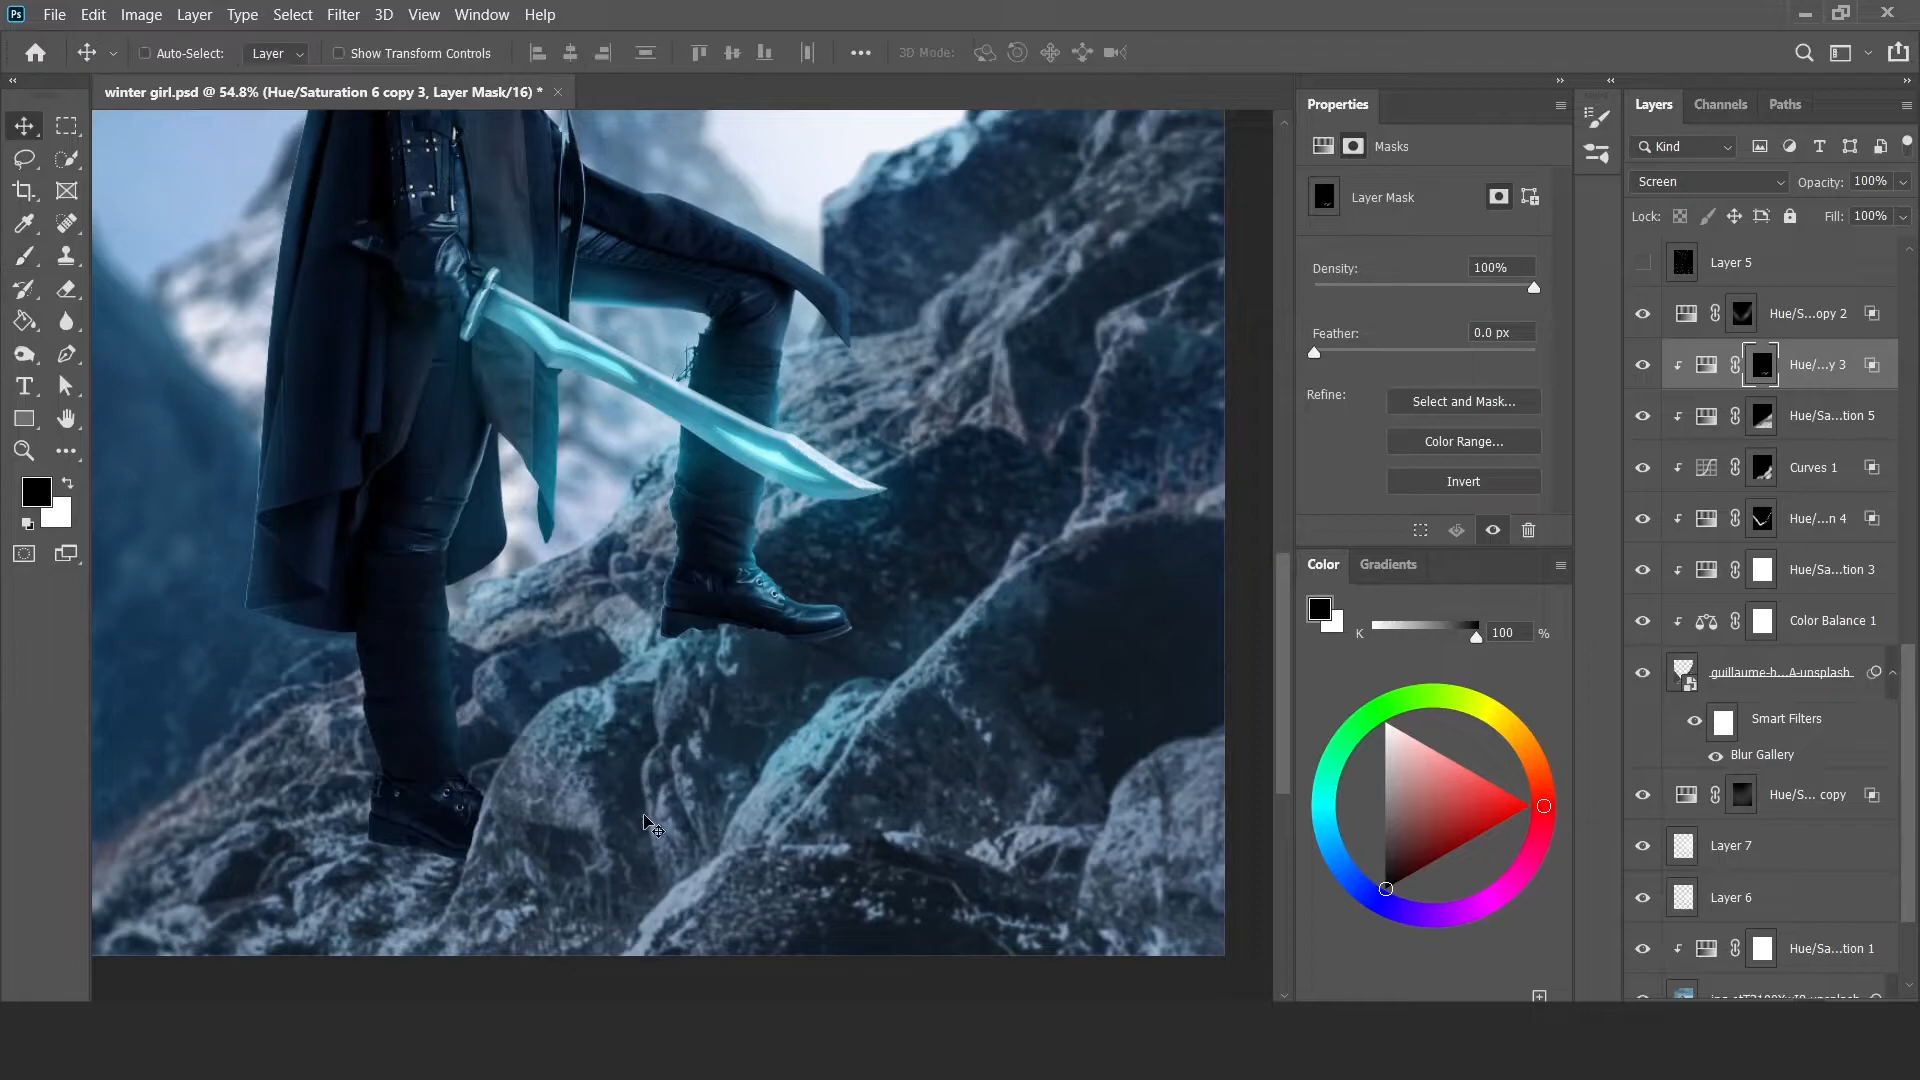 Ps File Edit Image Layer Type Select Filter 3D View Window Help
Auto-Select: Layer Show Transform Controls 3D Mode:
winter girl.psd @ 54.8% (Hue/Saturation 6 copy 3, Layer Mask/16) *
Properties
Masks
Layer Mask
Density: 100%
Feather: 0.0 px
Refine: Select and Mask...
Color Range...
Invert
Color Gradients
K 100 %
Layers Channels Paths
Kind
Screen Opacity: 100%
Lock: Fill: 100%
Layer 5
Hue/S...opy 2
Hue/...y 3
Hue/Sa...tion 5
Curves 1
Hue/...n 4
Hue/Sa...tion 3
Color Balance 1
guillaume-h...A-unsplash
Smart Filters
Blur Gallery
Hue/S... copy
Layer 7
Layer 6
Hue/Sa...tion 1